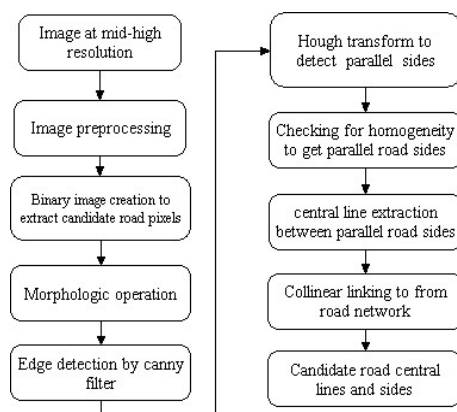 Image at mid-high
resolution
Image preprocessing
Binary image creation to
extract candidate road pixels
Morphologic operation
Edge detection by canny
filter
Hough transform to
detect parallel sides
Checking for homogeneity
to get parallel road sides
central line extraction
between parallel road sides
Collinear linking to from
road network
Candidate road central
lines and sides